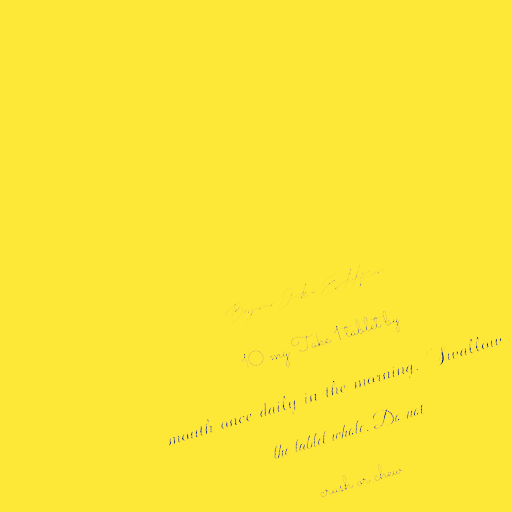 10 mg Take 1 tablet by
mouth once daily in the morning. Swallow
the tablet whole. Do not
crush or chew